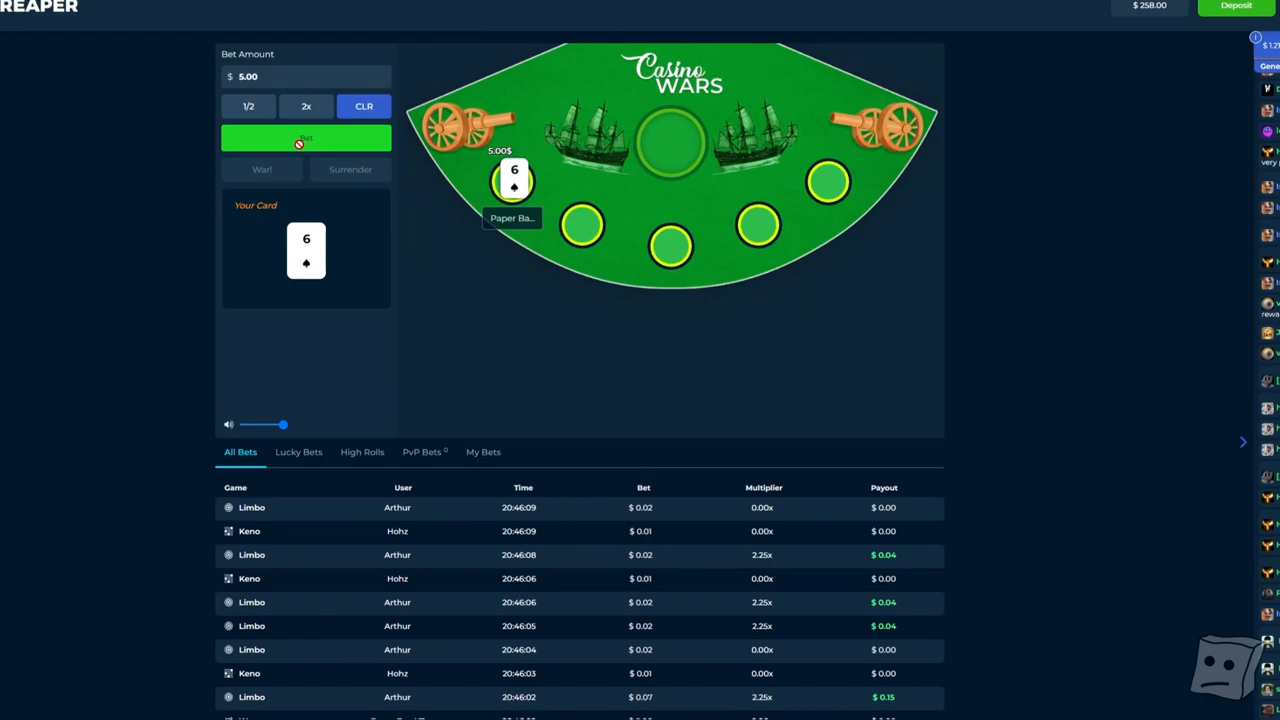 REAPER
$ 258.00
Deposit
Bet Amount
$ 5.00
1/2
2x
CLR
Bet
War!
Surrender
Your Card
6
Casino
WARS
5.00$
6
Paper Ba...
All Bets
Lucky Bets
High Rolls
PvP Bets 0
My Bets
Game User Time Bet Multiplier Payout
Limbo Arthur 20:46:09 $ 0.02 0.00x $ 0.00
Keno Hohz 20:46:09 $ 0.01 0.00x $ 0.00
Limbo Arthur 20:46:08 $ 0.02 2.25x $ 0.04
Keno Hohz 20:46:06 $ 0.01 0.00x $ 0.00
Limbo Arthur 20:46:06 $ 0.02 2.25x $ 0.04
Limbo Arthur 20:46:05 $ 0.02 2.25x $ 0.04
Limbo Arthur 20:46:04 $ 0.02 0.00x $ 0.00
Keno Hohz 20:46:03 $ 0.01 0.00x $ 0.00
Limbo Arthur 20:46:02 $ 0.07 2.25x $ 0.15
$ 1.21
Gene
very
rewa